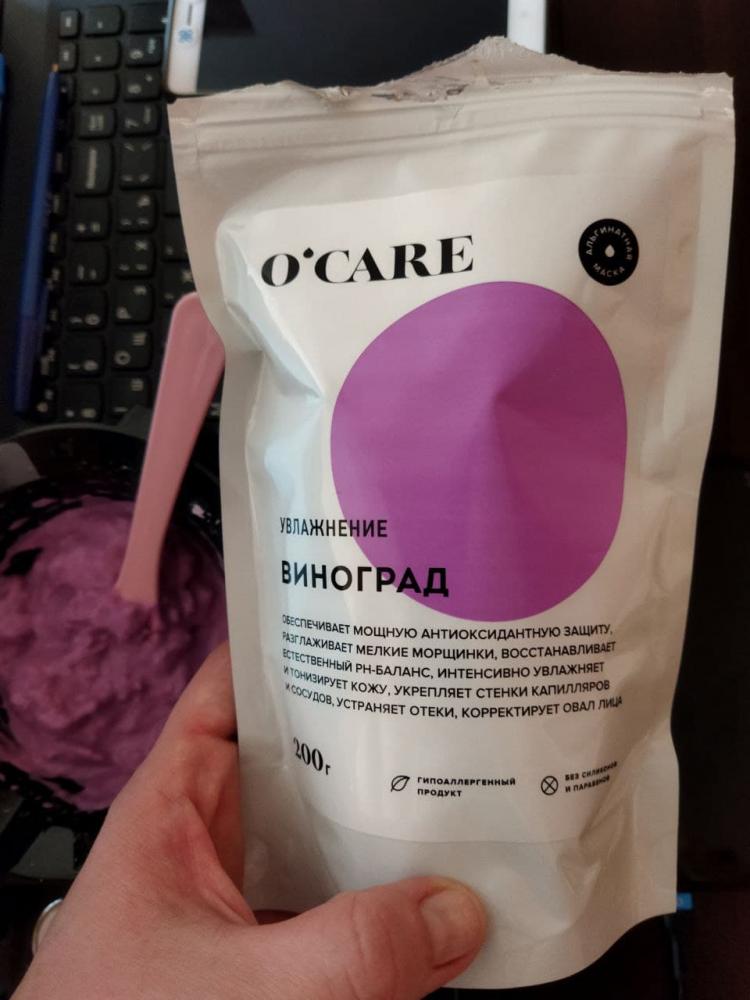 O'CARE
АЛЬГИНАТНАЯ
МАСКА
УВЛАЖНЕНИЕ
ВИНОГРАД
ОБЕСПЕЧИВАЕТ МОЩНУЮ АНТИОКСИДАНТНУЮ ЗАЩИТУ,
РАЗГЛАЖИВАЕТ МЕЛКИЕ МОРЩИНКИ, ВОССТАНАВЛИВАЕТ
ЕСТЕСТВЕННЫЙ PH-БАЛАНС, ИНТЕНСИВНО УВЛАЖНЯЕТ
И ТОНИЗИРУЕТ КОЖУ, УКРЕПЛЯЕТ СТЕНКИ КАПИЛЛЯРОВ
И СОСУДОВ, УСТРАНЯЕТ ОТЕКИ, КОРРЕКТИРУЕТ ОВАЛ ЛИЦА
200г
ГИПОАЛЛЕРГЕННЫЙ
ПРОДУКТ
БЕЗ СИЛИКОНОВ
И ПАРАБЕНОВ